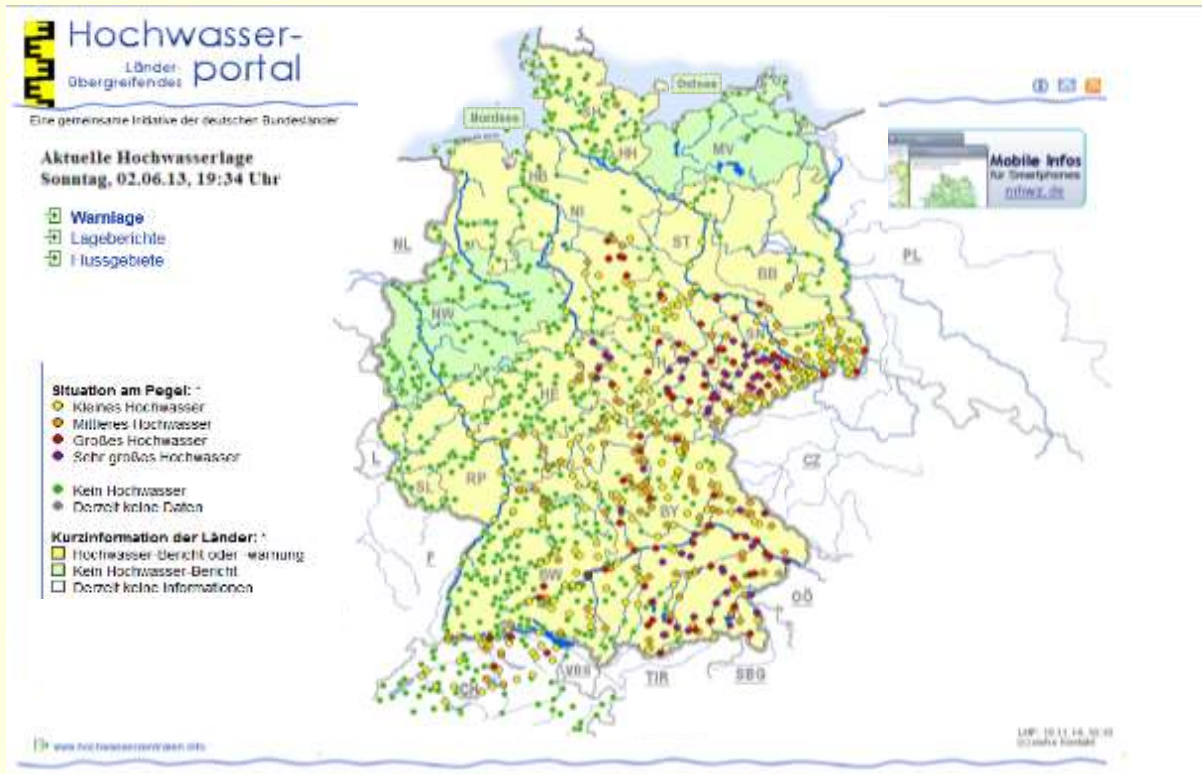 Hochwasser-
Länder-
übergreifendes portal
Eine gemeinsame Initiative der deutschen Bundesländer
Aktuelle Hochwasserlage
Sonntag, 02.06.13, 19:34 Uhr
Warnlage
Lageberichte
Flussgebiete
Situation am Pegel: *
Kleines Hochwasser
Mittleres Hochwasser
Großes Hochwasser
Sehr großes Hochwasser
Kein Hochwasser
Derzeit keine Daten
Kurzinformation der Länder: *
Hochwasser-Bericht oder -warnung
Kein Hochwasser-Bericht
Derzeit keine Informationen
Nordsee
Ostsee
SH
HH
MV
HB
NI
ST
BB
NL
PL
NW
SN
TH
HE
L
RP
SL
CZ
BY
F
BW
OÖ
VBG
TIR
SBG
CH
Mobile Infos
für Smartphones
mhwz.de
www.hochwasserzentralen.info